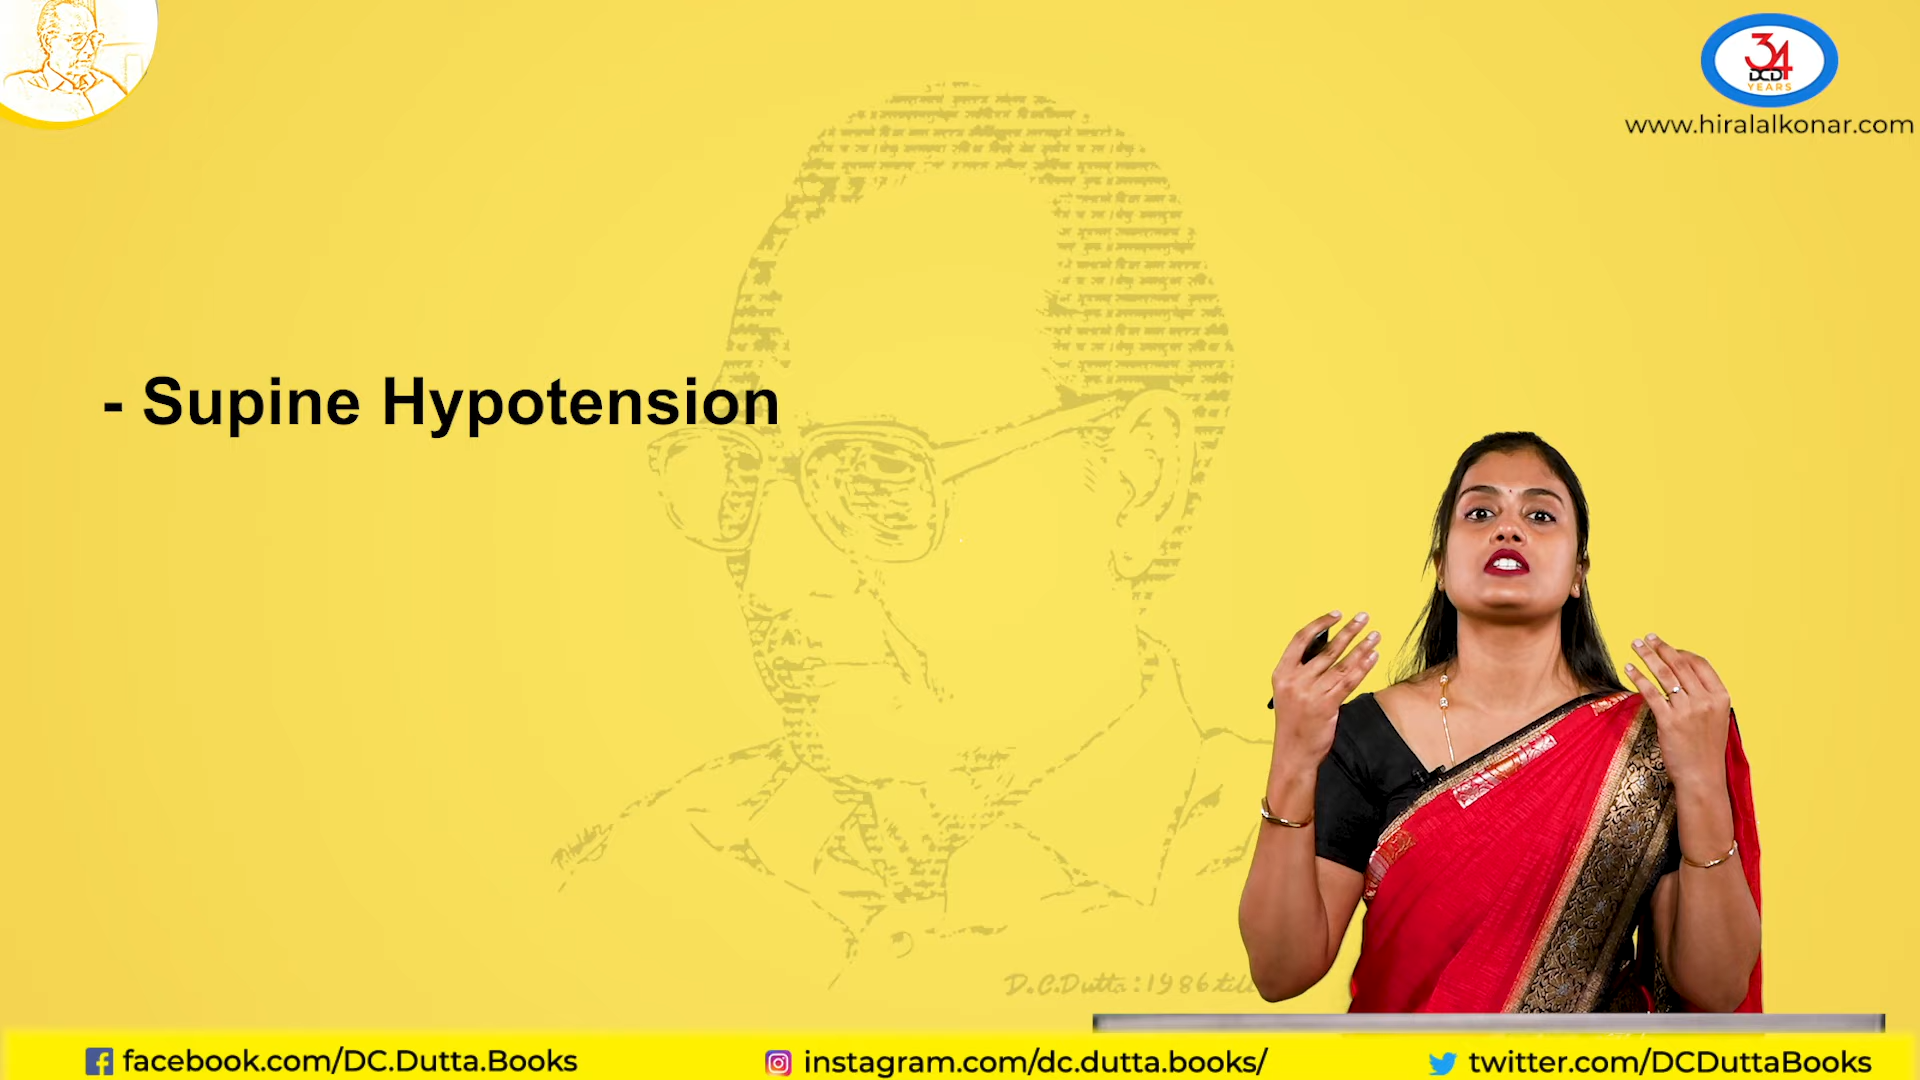 34
DCD
YEARS
www.hiralalkonar.com
- Supine Hypotension
D.C.Dutta:1986 till
facebook.com/DC.Dutta.Books
instagram.com/dc.dutta.books/
twitter.com/DCDuttaBooks